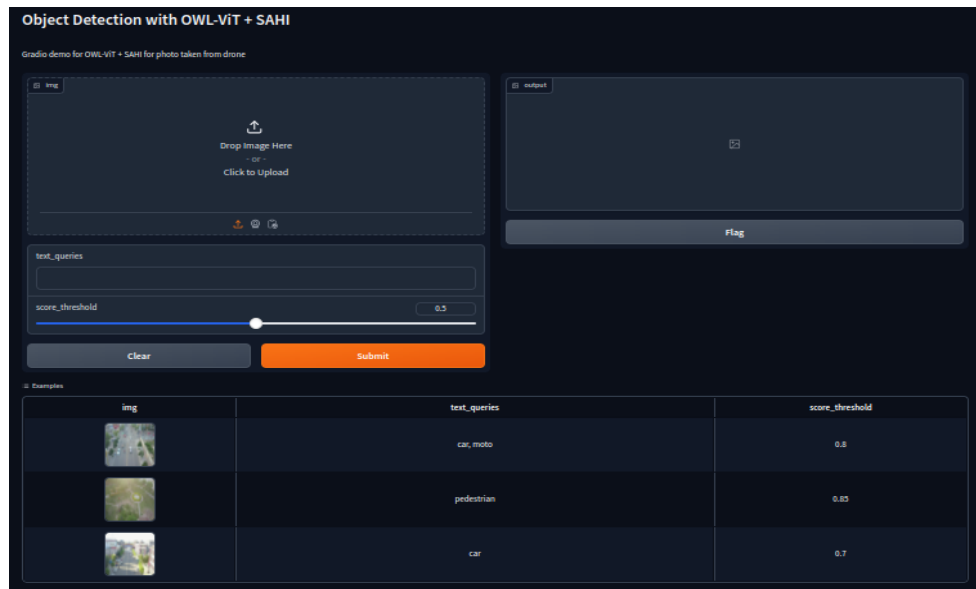 Object Detection with OWL-ViT + SAHI
Gradio demo for OWL-ViT + SAHI for photo taken from drone
img
output
Drop Image Here
- or -
Click to Upload
Flag
text_queries
score_threshold
0.5
Clear
Submit
Examples
img text_queries score_threshold
car, moto 0.8
pedestrian 0.85
car 0.7